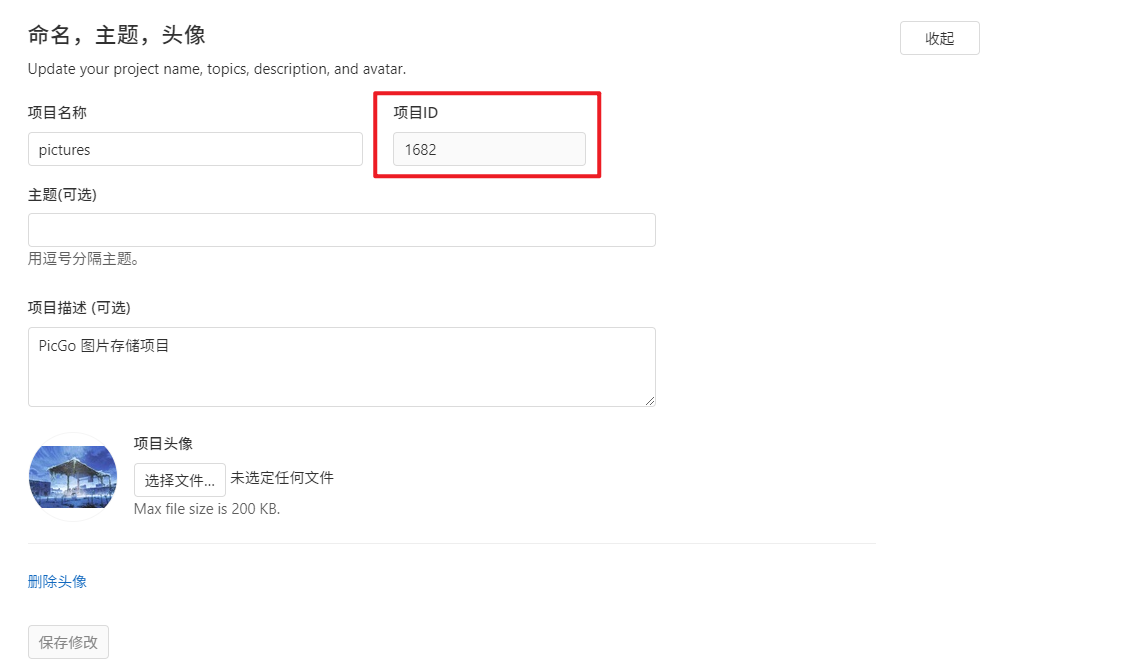 命名，主题，头像
收起
Update your project name, topics, description, and avatar.
项目名称
项目ID
pictures
1682
主题(可选)
用逗号分隔主题。
项目描述 (可选)
PicGo 图片存储项目
项目头像
选择文件... 未选定任何文件
Max file size is 200 KB.
删除头像
保存修改